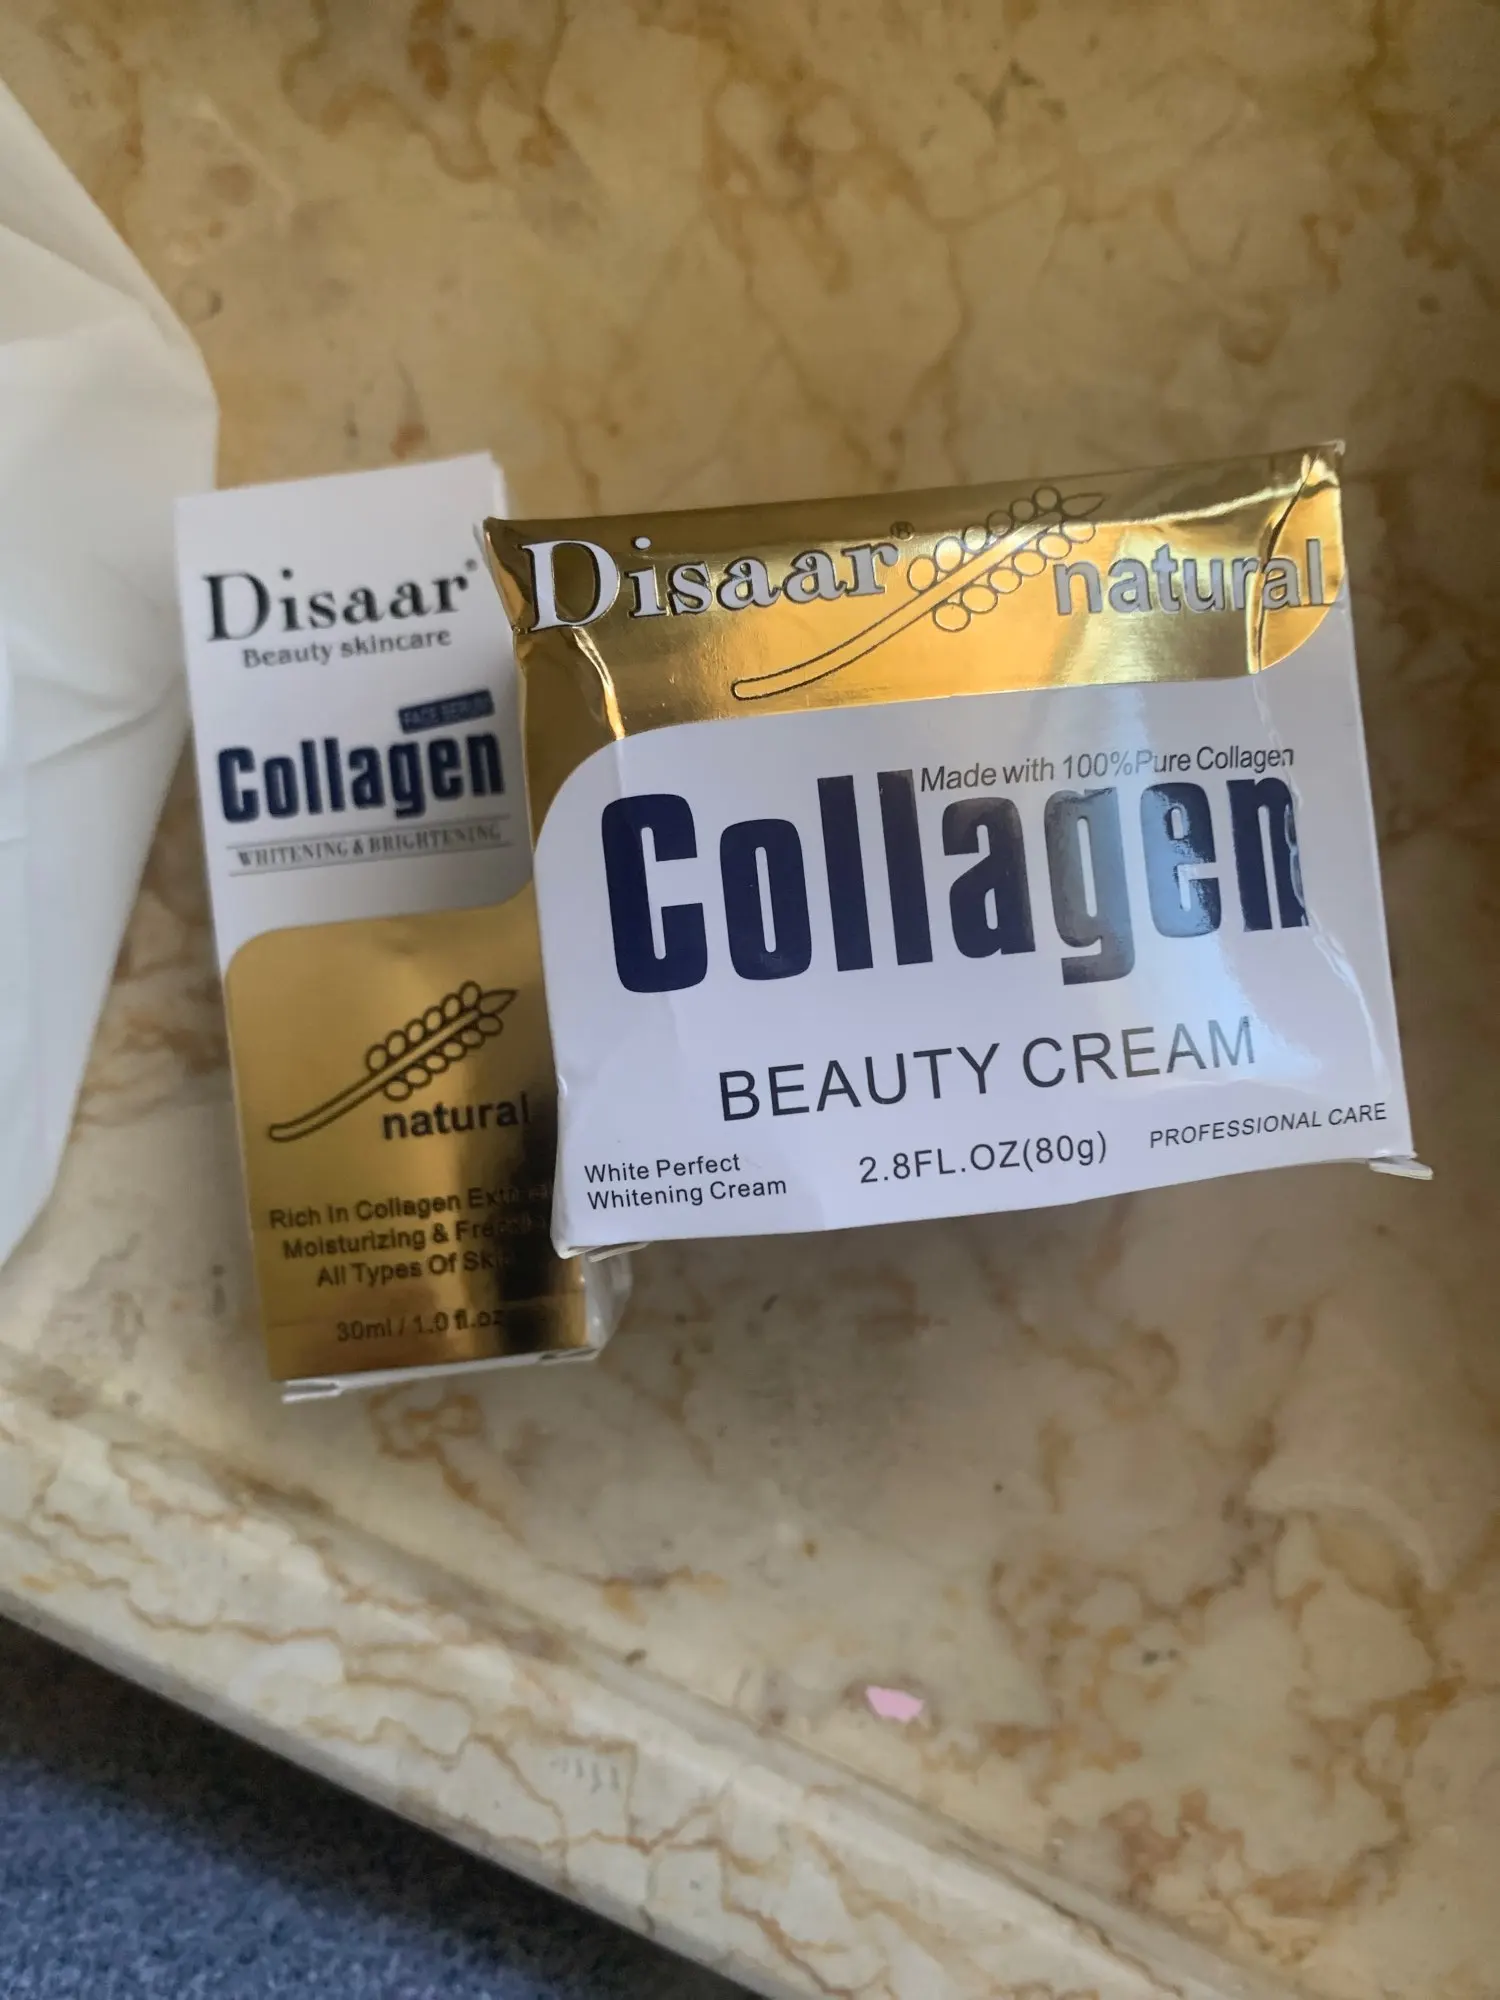 Disaar®
Beauty skincare
FACE SERUM
Collagen
WHITENING & BRIGHTENING
natural
Rich In Collagen
Moisturizing &
All Types Of
30ml / 1.0 fl.oz
Disaar®
natural
Made with 100%Pure Collagen
Collagen
BEAUTY CREAM
White Perfect
Whitening Cream
2.8FL.OZ(80g)
PROFESSIONAL CARE